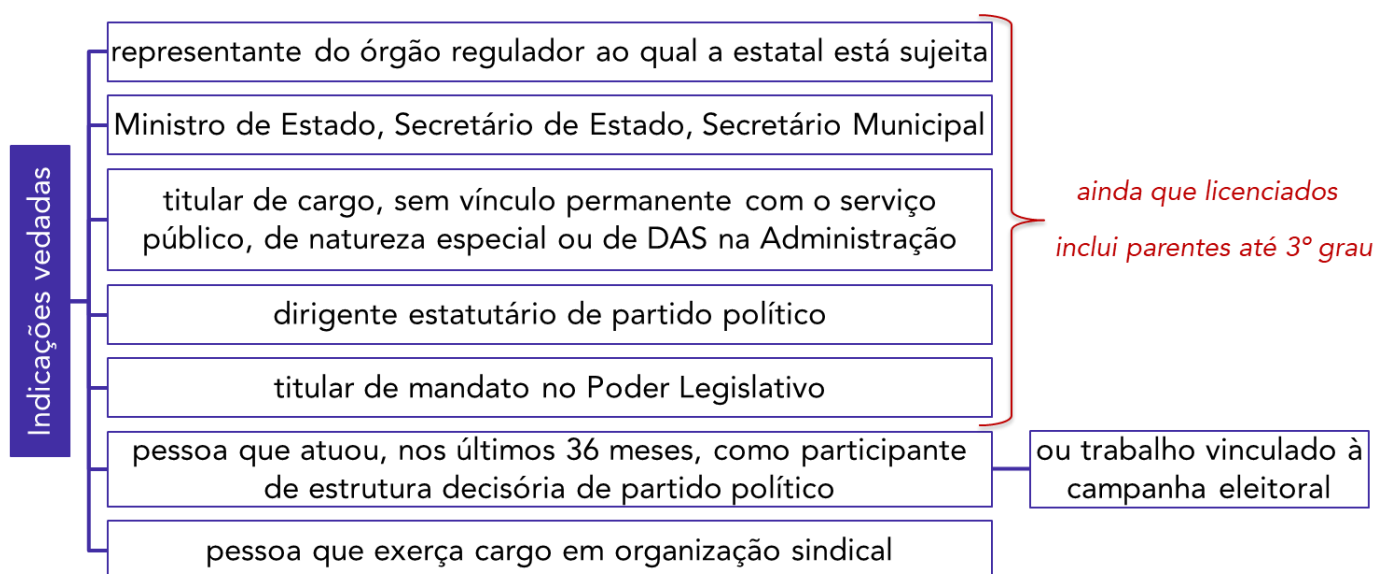 Indicações vedadas
representante do órgão regulador ao qual a estatal está sujeita
Ministro de Estado, Secretário de Estado, Secretário Municipal
titular de cargo, sem vínculo permanente com o serviço
público, de natureza especial ou de DAS na Administração
dirigente estatutário de partido político
titular de mandato no Poder Legislativo
ainda que licenciados
inclui parentes até 3º grau
pessoa que atuou, nos últimos 36 meses, como participante
de estrutura decisória de partido político
ou trabalho vinculado à
campanha eleitoral
pessoa que exerça cargo em organização sindical